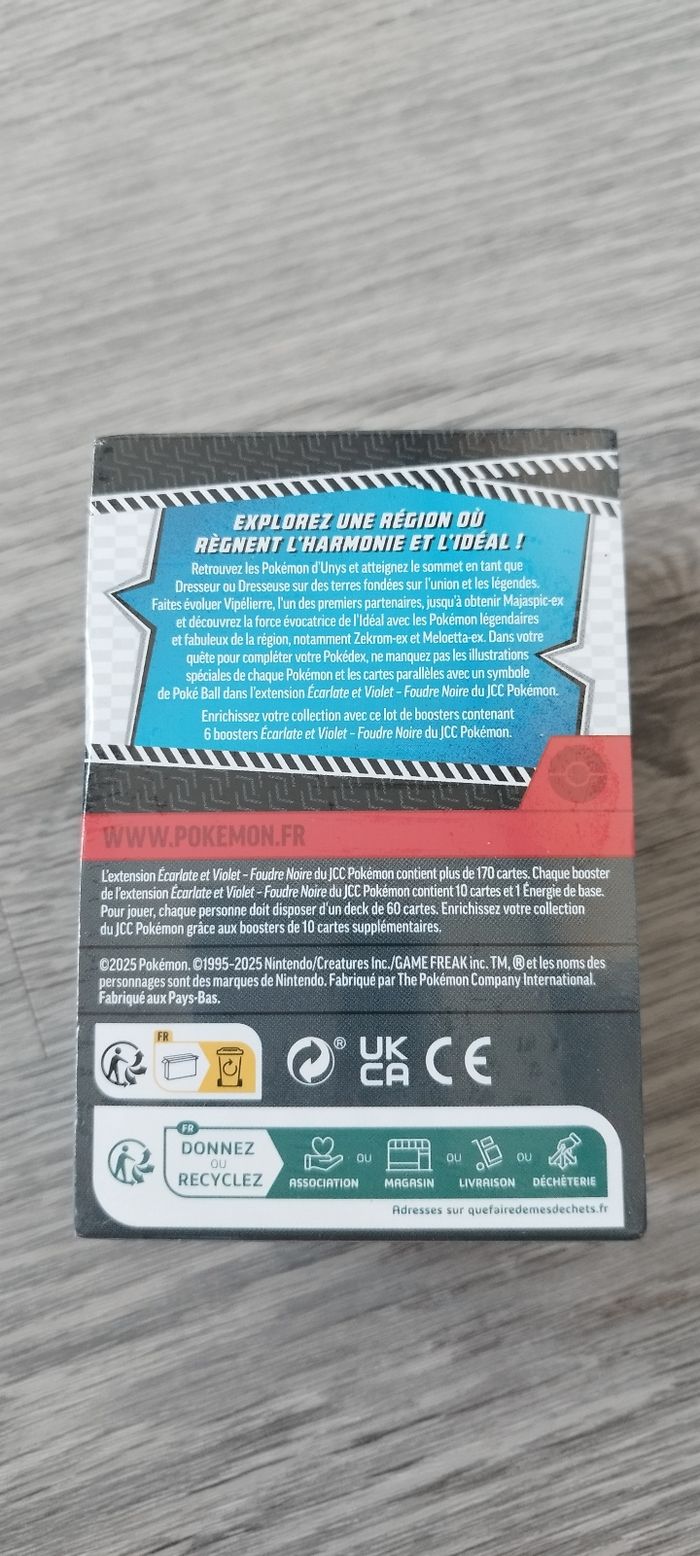 EXPLOREZ UNE RÉGION OÙ
RÈGNENT L'HARMONIE ET L'IDÉAL !
Retrouvez les Pokémon d'Unys et atteignez le sommet en tant que
Dresseur ou Dresseuse sur des terres fondées sur l'union et les légendes.
Faites évoluer Vipélierre, l'un des premiers partenaires, jusqu'à obtenir Majaspic-ex
et découvrez la force évocatrice de l'Idéal avec les Pokémon légendaires
et fabuleux de la région, notamment Zekrom-ex et Meloetta-ex. Dans votre
quête pour compléter votre Pokédex, ne manquez pas les illustrations
spéciales de chaque Pokémon et les cartes parallèles avec un symbole
de Poké Ball dans l'extension Écarlate et Violet – Foudre Noire du JCC Pokémon.
Enrichissez votre collection avec ce lot de boosters contenant
6 boosters Écarlate et Violet – Foudre Noire du JCC Pokémon.
WWW.POKEMON.FR
L'extension Écarlate et Violet – Foudre Noire du JCC Pokémon contient plus de 170 cartes. Chaque booster
de l'extension Écarlate et Violet – Foudre Noire du JCC Pokémon contient 10 cartes et 1 Énergie de base.
Pour jouer, chaque personne doit disposer d'un deck de 60 cartes. Enrichissez votre collection
du JCC Pokémon grâce aux boosters de 10 cartes supplémentaires.
©2025 Pokémon. ©1995–2025 Nintendo/Creatures Inc./GAME FREAK inc. TM, ® et les noms des
personnages sont des marques de Nintendo. Fabriqué par The Pokémon Company International.
Fabriqué aux Pays-Bas.
FR
®
UK
CA
CE
FR
DONNEZ
OU
RECYCLEZ
ASSOCIATION OU MAGASIN OU LIVRAISON OU DÉCHÈTERIE
Adresses sur quefairedemesdechets.fr